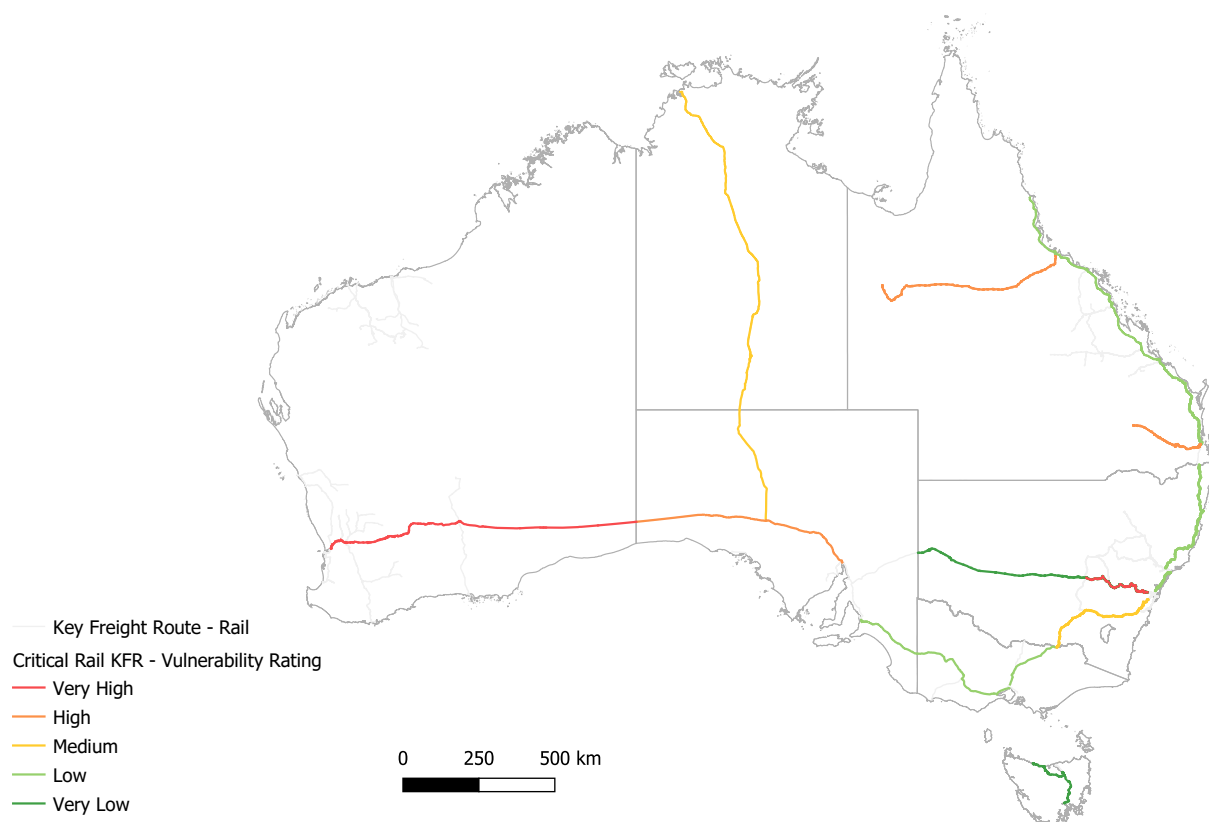 Key Freight Route - Rail
Critical Rail KFR - Vulnerability Rating
Very High
High
Medium
Low
Very Low
0 250 500 km